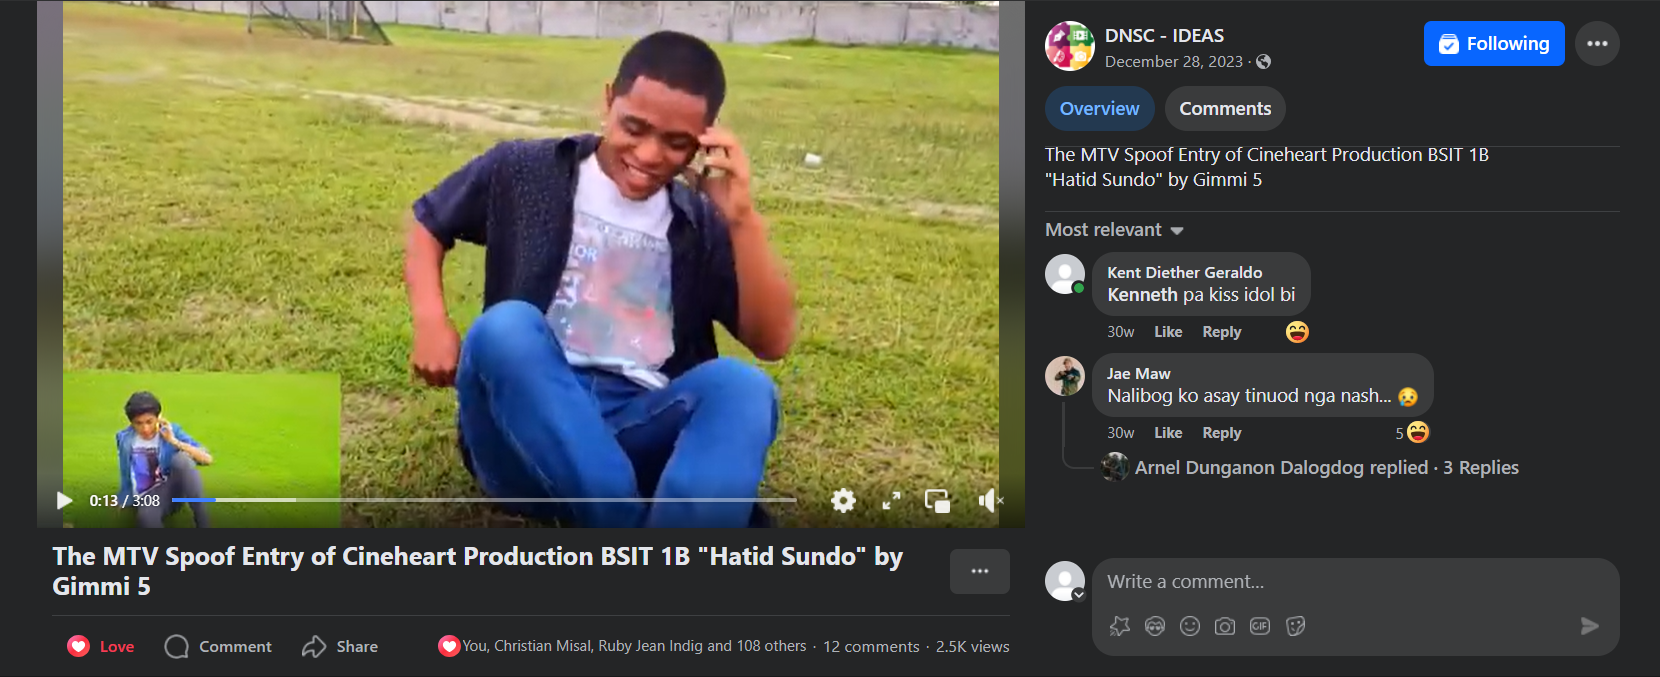 0:13 / 3:08
The MTV Spoof Entry of Cineheart Production BSIT 1B "Hatid Sundo" by
Gimmi 5
Love
Comment
Share
You, Christian Misal, Ruby Jean Indig and 108 others · 12 comments · 2.5K views
DNSC - IDEAS
December 28, 2023 ·
Following
Overview
Comments
The MTV Spoof Entry of Cineheart Production BSIT 1B
"Hatid Sundo" by Gimmi 5
Most relevant
Kent Diether Geraldo
Kenneth pa kiss idol bi
30w Like Reply
Jae Maw
Nalibog ko asay tinuod nga nash... 😥
30w Like Reply 5
Arnel Dunganon Dalogdog replied · 3 Replies
Write a comment...
GIF